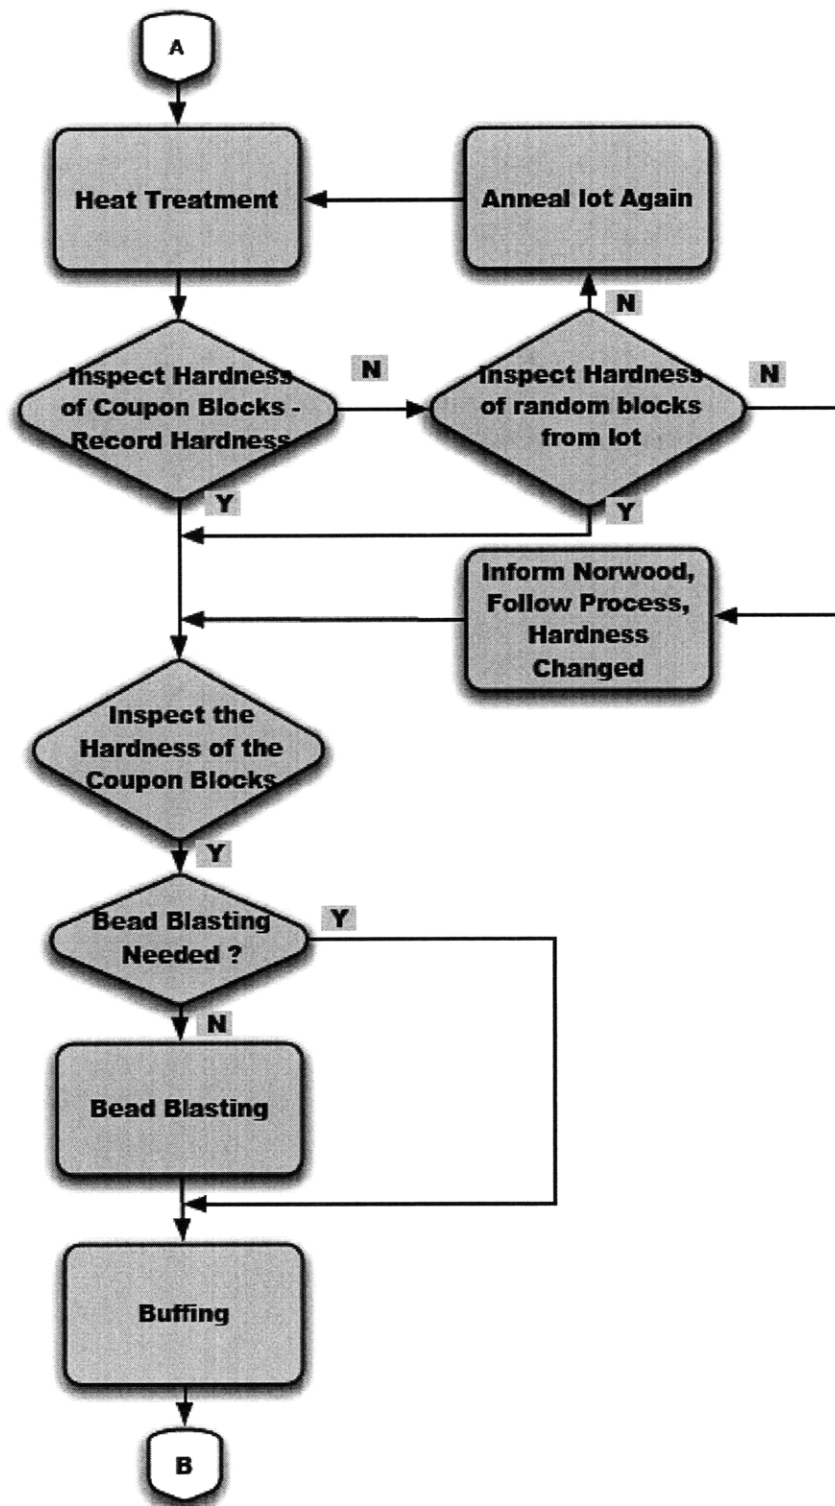 A
Heat Treatment
Anneal lot Again
N
Inspect Hardness
of Coupon Blocks -
Record Hardness
N
Inspect Hardness
of random blocks
from lot
N
Y
Y
Inform Norwood,
Follow Process,
Hardness
Changed
Inspect the
Hardness of the
Coupon Blocks
Y
Bead Blasting
Needed ?
Y
N
Bead Blasting
Buffing
B